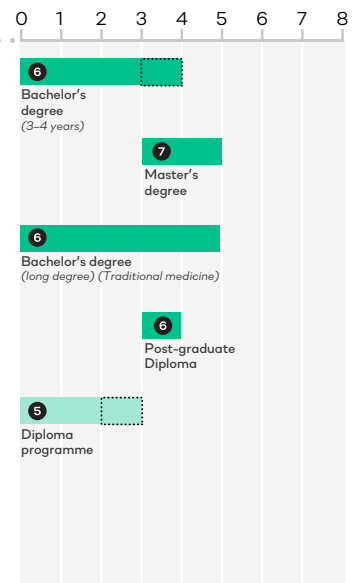 0 1 2 3 4 5 6 7 8
6
Bachelor's
degree
(3–4 years)
7
Master's
degree
6
Bachelor's degree
(long degree) (Traditional medicine)
6
Post-graduate
Diploma
5
Diploma
programme